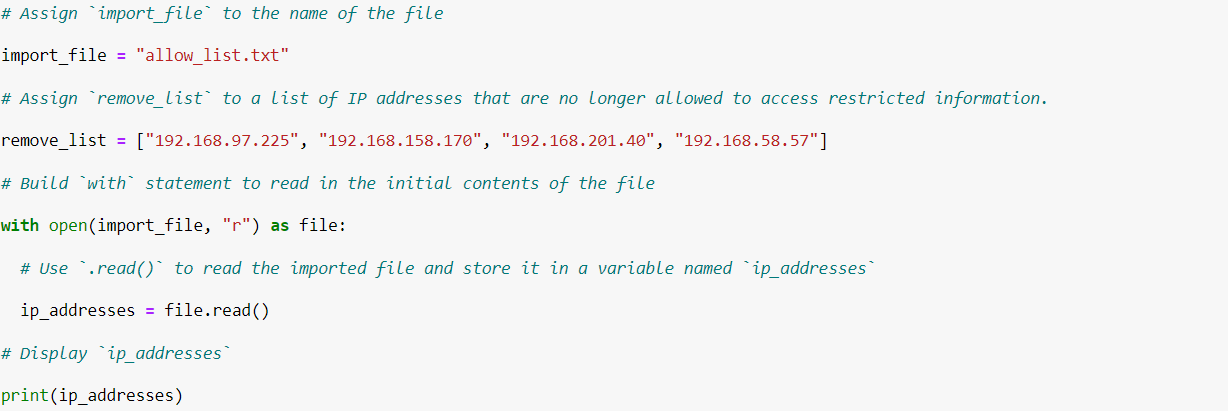 # Assign `import_file` to the name of the file
import_file = "allow_list.txt"
# Assign `remove_list` to a list of IP addresses that are no longer allowed to access restricted information.
remove_list = ["192.168.97.225", "192.168.158.170", "192.168.201.40", "192.168.58.57"]
# Build `with` statement to read in the initial contents of the file
with open(import_file, "r") as file:
  # Use `.read()` to read the imported file and store it in a variable named `ip_addresses`
  ip_addresses = file.read()
# Display `ip_addresses`
print(ip_addresses)